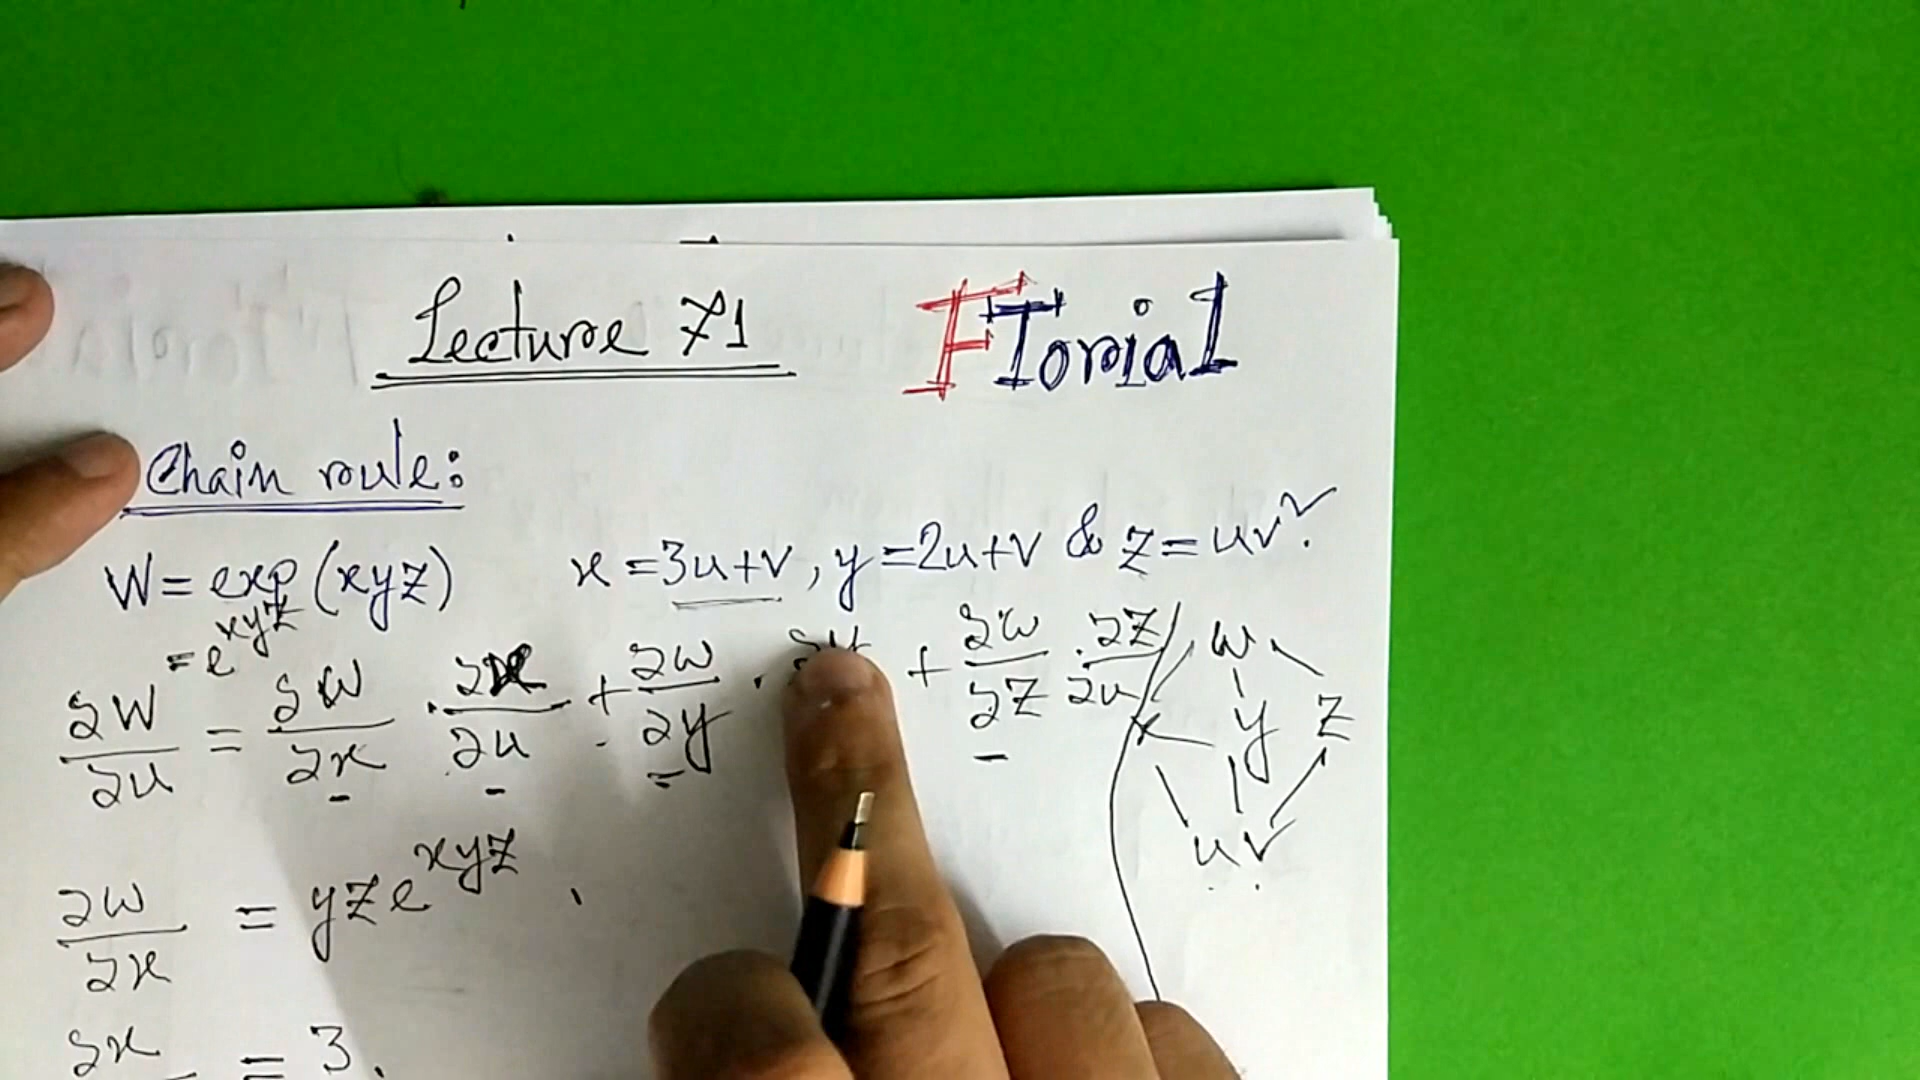 Lecture 71
FTorial
Chain rule:
W = exp(xyz) x = 3u+v, y = 2u+v & z = uv².
= e^xyz
∂W/∂u = ∂W/∂x · ∂x/∂u + ∂w/∂y · + ∂w/∂z · ∂z/∂u
w
x y z
u v
∂w/∂x = yze^xyz
∂x = 3.